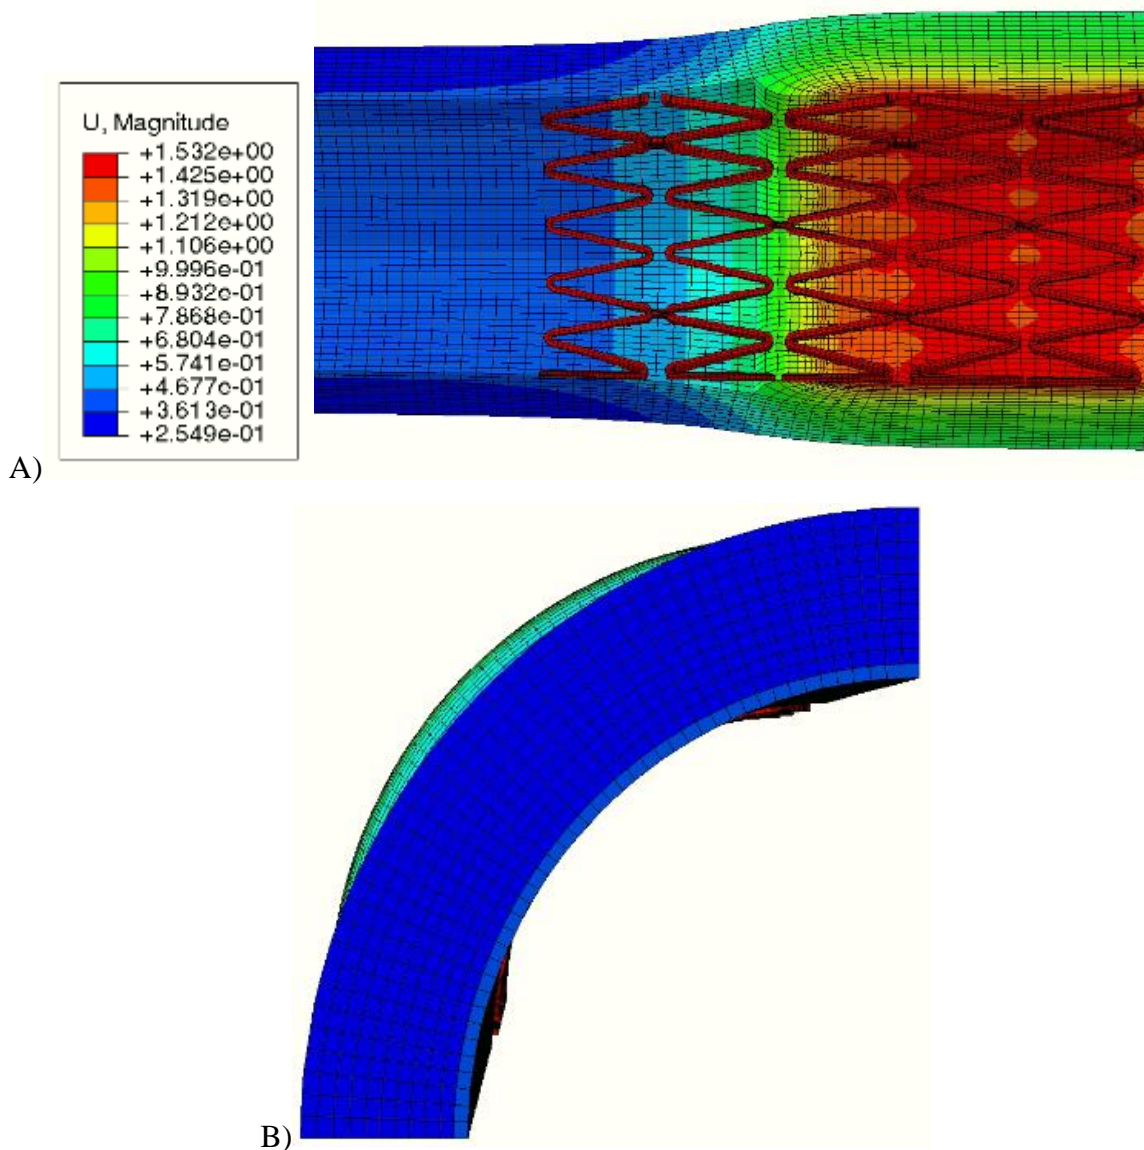 U, Magnitude
+1.532e+00
+1.425e+00
+1.319e+00
+1.212e+00
+1.106e+00
+9.996e-01
+8.932e-01
+7.868e-01
+6.804e-01
+5.741e-01
+4.677e-01
+3.613e-01
+2.549e-01
A)
B)